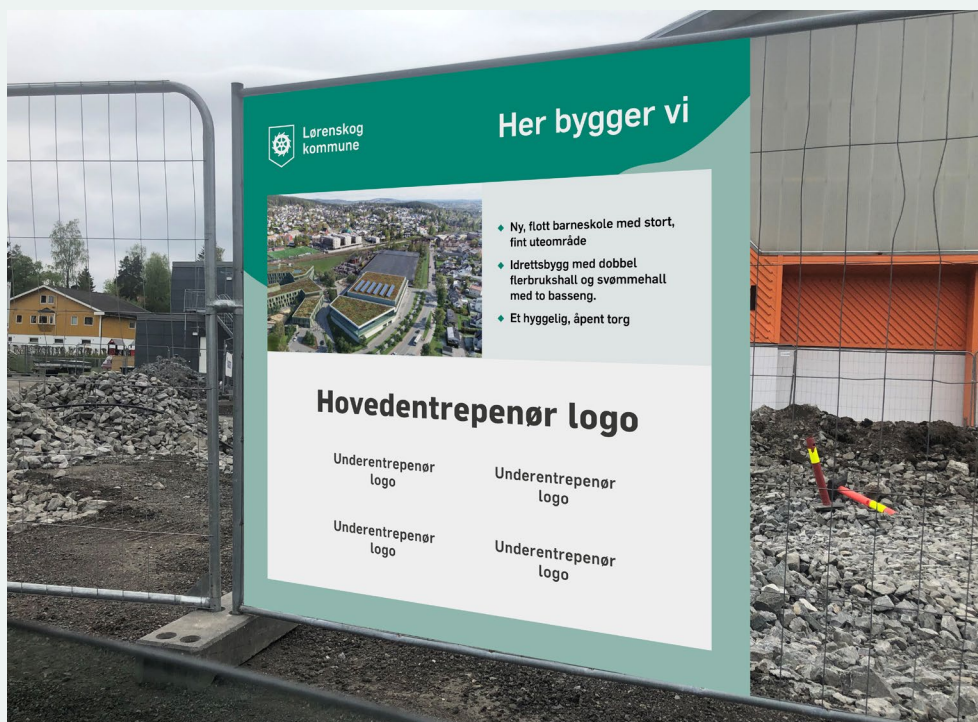 Lørenskog
kommune
Her bygger vi
Ny, flott barneskole med stort,
fint uteområde
Idrettsbygg med dobbel
flerbrukshall og svømmehall
med to basseng.
Et hyggelig, åpent torg
Hovedentrepenør logo
Underentrepenør
logo
Underentrepenør
logo
Underentrepenør
logo
Underentrepenør
logo